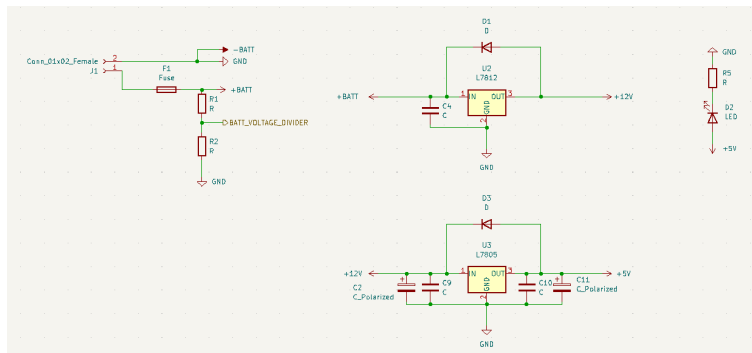 Conn_01x02_Female
J1
2
1
-BATT
GND
F1
Fuse
+BATT
R1
R
BATT_VOLTAGE_DIVIDER
R2
R
GND
D1
D
U2
L7812
+BATT
1
IN
OUT
3
GND
2
+12V
C4
C
GND
GND
R5
R
D2
LED
+5V
D3
D
U3
L7805
+12V
1
IN
OUT
3
GND
2
+5V
C2
C_Polarized
C9
C
C10
C
C11
C_Polarized
GND